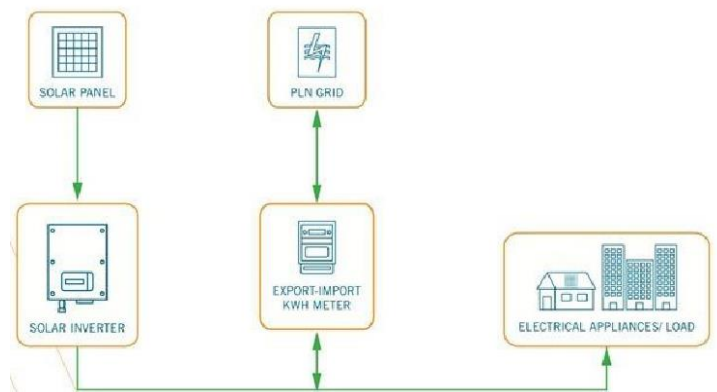 SOLAR PANEL
PLN GRID
SOLAR INVERTER
EXPORT-IMPORT
KWH METER
ELECTRICAL APPLIANCES/ LOAD